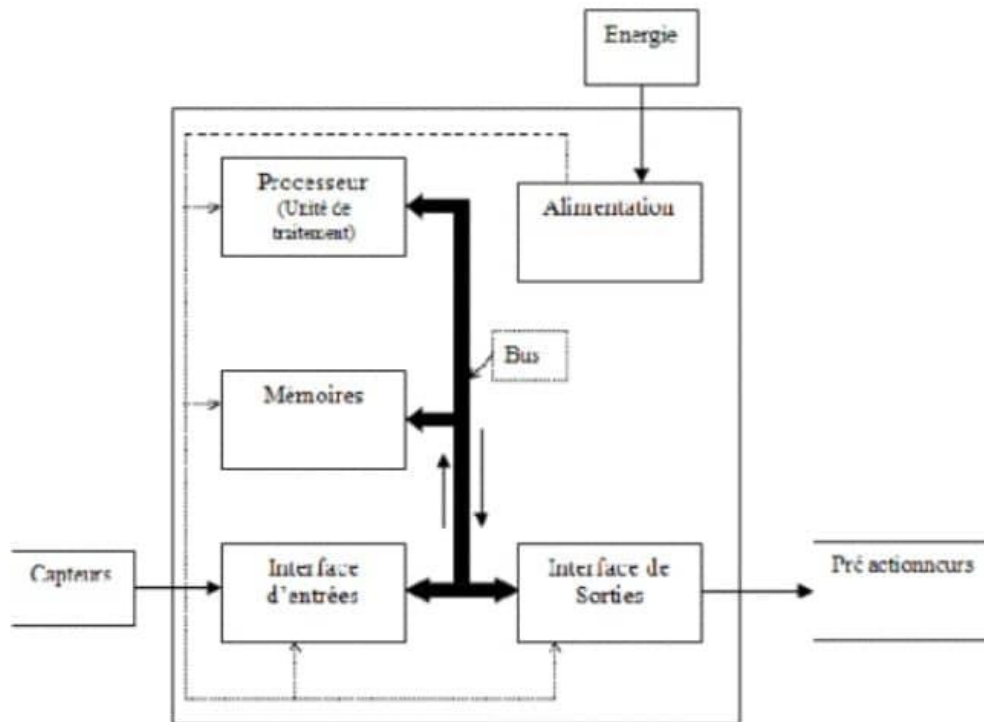 Energie
Processeur
(Unité de
traitement)
Alimentation
Bus
Mémoires
Capteurs
Interface
d'entrées
Interface de
Sorties
Pré actionneurs